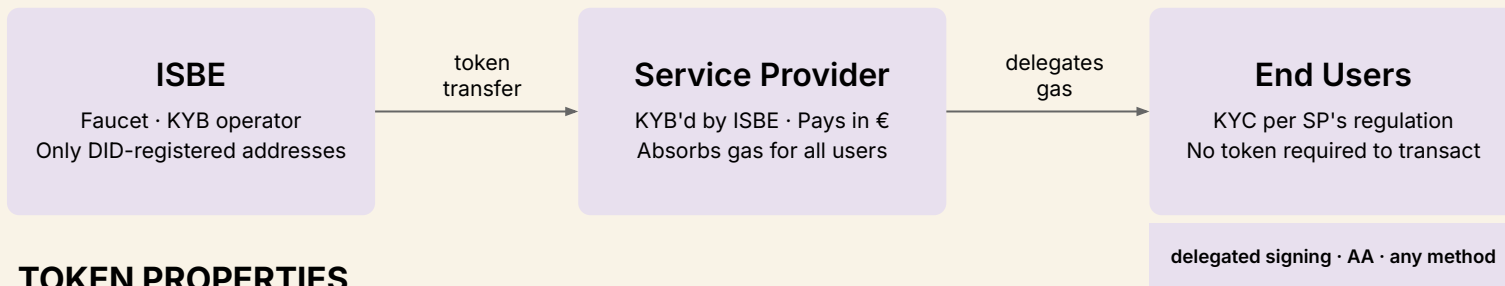 ISBE
Faucet · KYB operator
Only DID-registered addresses
token
transfer
Service Provider
KYB'd by ISBE · Pays in €
Absorbs gas for all users
delegates
gas
End Users
KYC per SP's regulation
No token required to transact
delegated signing · AA · any method
TOKEN PROPERTIES